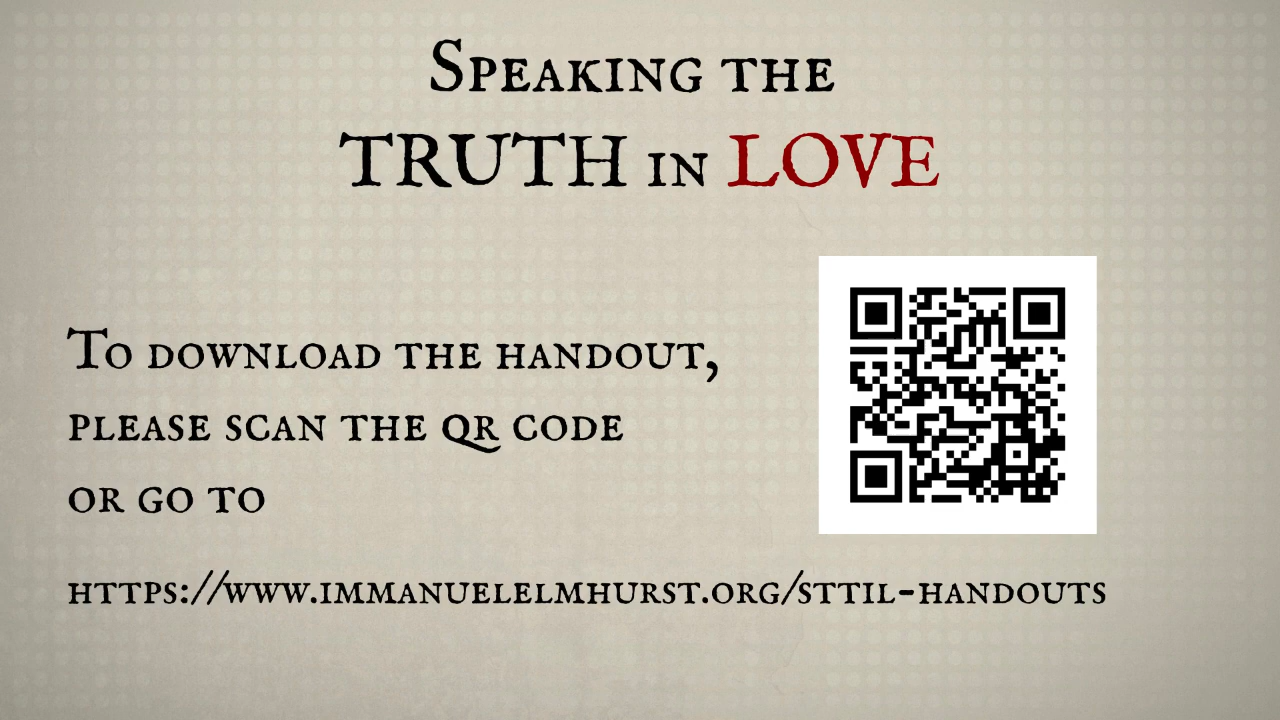 Speaking the
TRUTH in LOVE
To download the handout,
please scan the QR code
or go to
https://www.immanuelelmhurst.org/sttil-handouts